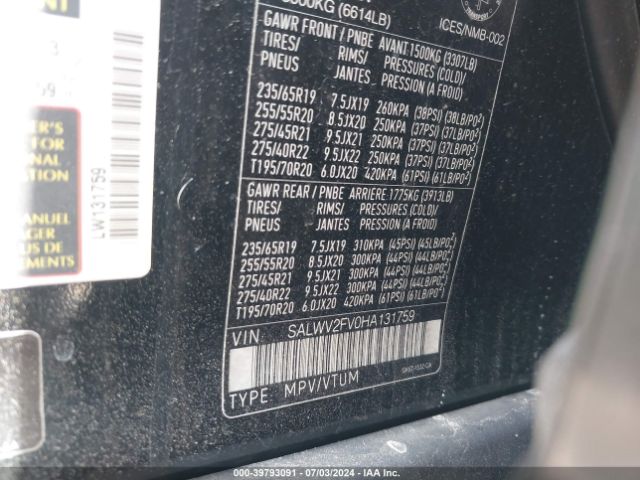 (6614LB)
ICES/NMB-002
GAWR FRONT / PNBE AVANT 1500KG (3307LB)
TIRES/ RIMS/ PRESSURES (COLD)/
PNEUS JANTES PRESSION (A FROID)
235/65R19 7.5JX19 260KPA (38PSI) (38LB/PO²)
255/55R20 8.5JX20 250KPA (37PSI) (37LB/PO²)
275/45R21 9.5JX21 250KPA (37PSI) (37LB/PO²)
275/40R22 9.5JX22 250KPA (37PSI) (37LB/PO²)
T195/70R20 6.0JX20 420KPA (61PSI) (61LB/PO²)
GAWR REAR / PNBE ARRIERE 1775KG (3913LB)
TIRES/ RIMS/ PRESSURES (COLD)/
PNEUS JANTES PRESSION (A FROID)
235/65R19 7.5JX19 310KPA (45PSI) (45LB/PO²)
255/55R20 8.5JX20 300KPA (44PSI) (44LB/PO²)
275/45R21 9.5JX21 300KPA (44PSI) (44LB/PO²)
275/40R22 9.5JX22 300KPA (44PSI) (44LB/PO²)
T195/70R20 6.0JX20 420KPA (61PSI) (61LB/PO²)
VIN SALWV2FV0HA131759
TYPE MPV/VTUM
LW131759
MANUEL
00-39793091 / 07/03/2024 / IAAI.COM